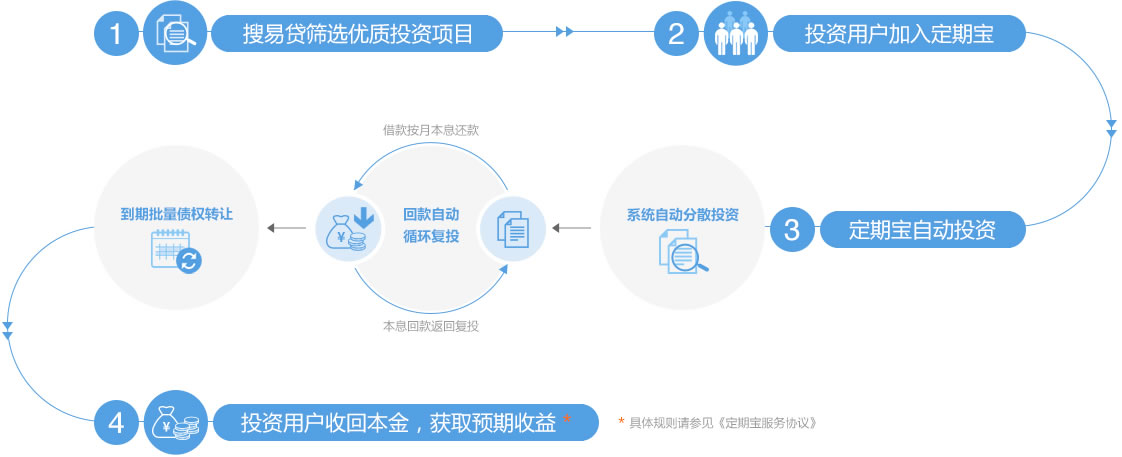 1 搜易贷筛选优质投资项目
2 投资用户加入定期宝
3 定期宝自动投资
系统自动分散投资
借款按月本息还款
回款自动
循环复投
¥
本息回款返回复投
到期批量债权转让
4 ¥ 投资用户收回本金，获取预期收益 *
* 具体规则请参见《定期宝服务协议》